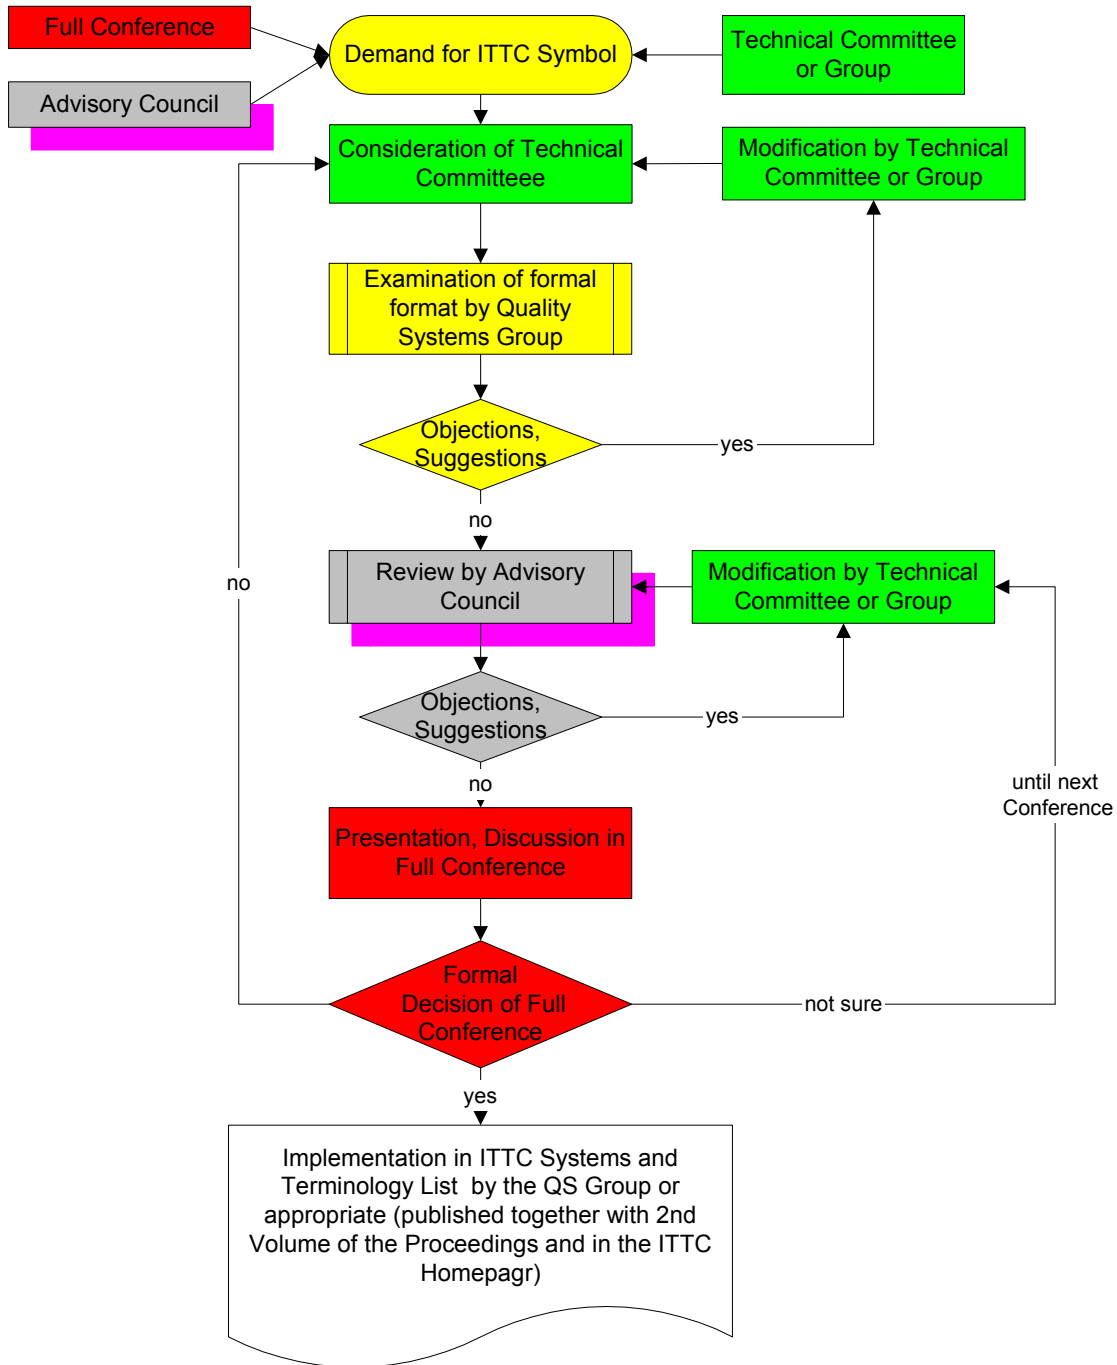 Full Conference
Demand for ITTC Symbol
Technical Committee
or Group
Advisory Council
Consideration of Technical
Committeee
Modification by Technical
Committee or Group
Examination of formal
format by Quality
Systems Group
Objections,
Suggestions
yes
no
no
Review by Advisory
Council
Modification by Technical
Committee or Group
Objections,
Suggestions
yes
no
until next
Conference
Presentation, Discussion in
Full Conference
Formal
Decision of Full
Conference
not sure
yes
Implementation in ITTC Systems and
Terminology List by the QS Group or
appropriate (published together with 2nd
Volume of the Proceedings and in the ITTC
Homepagr)